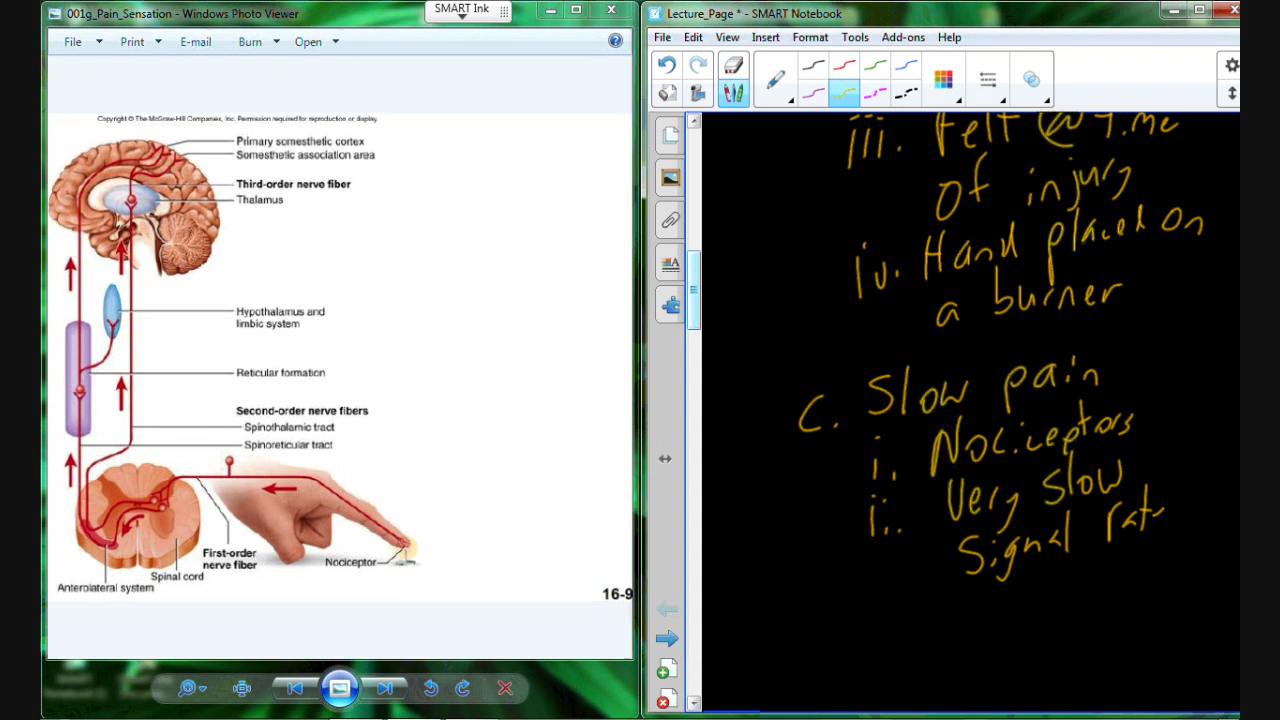 001g_Pain_Sensation - Windows Photo Viewer
SMART Ink
File Print E-mail Burn Open
Copyright © The McGraw-Hill Companies, Inc. Permission required for reproduction or display.
Primary somesthetic cortex
Somesthetic association area
Third-order nerve fiber
Thalamus
Hypothalamus and
limbic system
Reticular formation
Second-order nerve fibers
Spinothalamic tract
Spinoreticular tract
First-order
nerve fiber
Nociceptor
Spinal cord
Anterolateral system
16-9
Lecture_Page * - SMART Notebook
File Edit View Insert Format Tools Add-ons Help
iii. Felt @ Time
of injury
iv. Hand placed on
a burner
C. Slow pain
i. Nociceptors
ii. Very slow
Signal rate